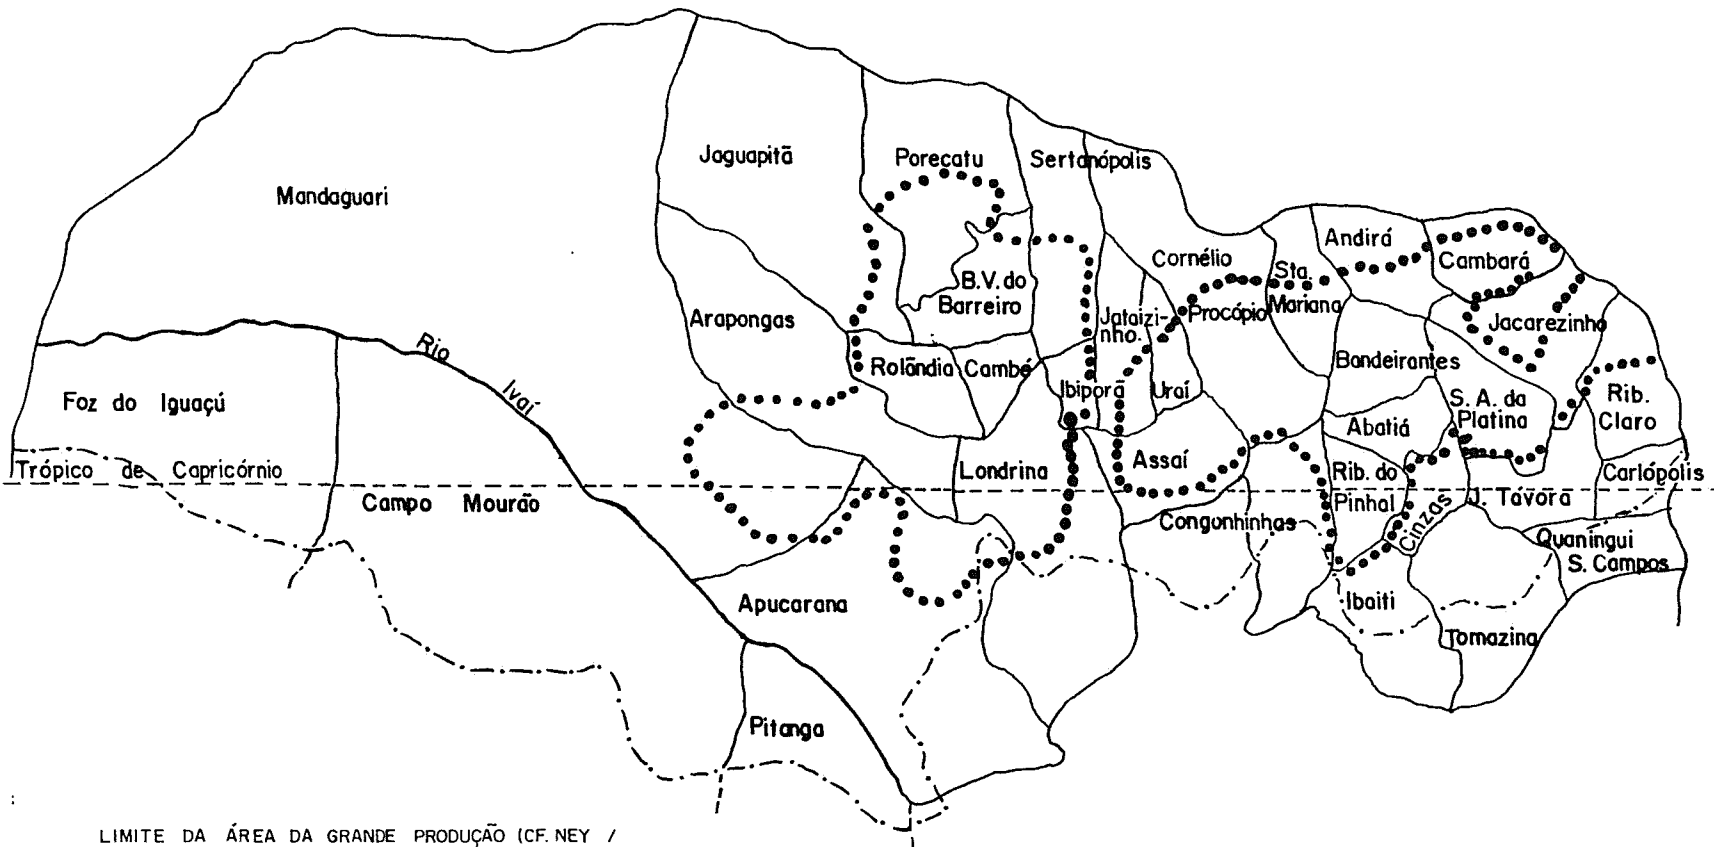 Jaguapitã
Porecatu
Sertanópolis
Mandaguari
Andirá
Cornélio
Procópio
Sta.
Mariana
Cambará
B.V. do
Barreiro
Arapongas
Jataizi-
nho.
Jacarezinho
Rio Ivaí
Rolãndia
Cambé
Ibiporã
Uraí
Bandeirantes
Foz do Iguaçú
S. A. da
Platina
Rib.
Claro
Abatiá
Trópico de Capricórnio
Londrina
Assaí
Rib. do
Pinhal
Carlópolis
Campo Mourão
J. Távora
Cinzas
Congonhinhas
Quaningui
S. Campos
Apucarana
Ibaiti
Tomazina
Pitanga
LIMITE DA ÁREA DA GRANDE PRODUÇÃO (CF. NEY /